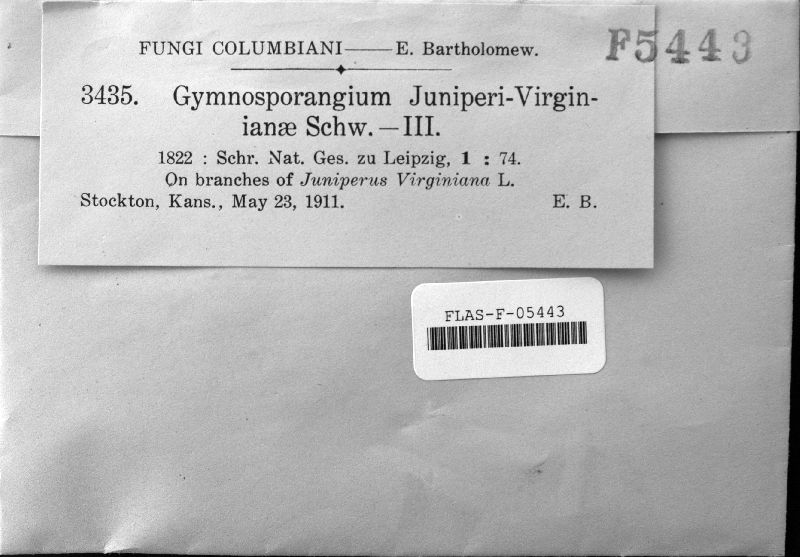 FUNGI COLUMBIANI——E. Bartholomew.
F5443
3435. Gymnosporangium Juniperi-Virgin-
ianæ Schw.—III.
1822 : Schr. Nat. Ges. zu Leipzig, 1 : 74.
On branches of Juniperus Virginiana L.
Stockton, Kans., May 23, 1911. E. B.
FLAS-F-05443